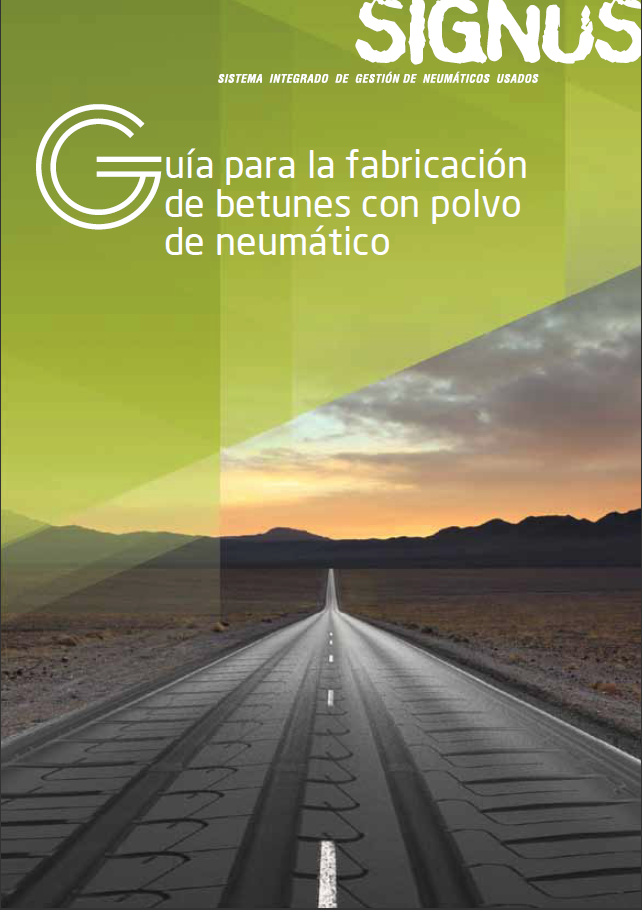 SIGNUS
SISTEMA INTEGRADO DE GESTIÓN DE NEUMÁTICOS USADOS
Guía para la fabricación
de betunes con polvo
de neumático